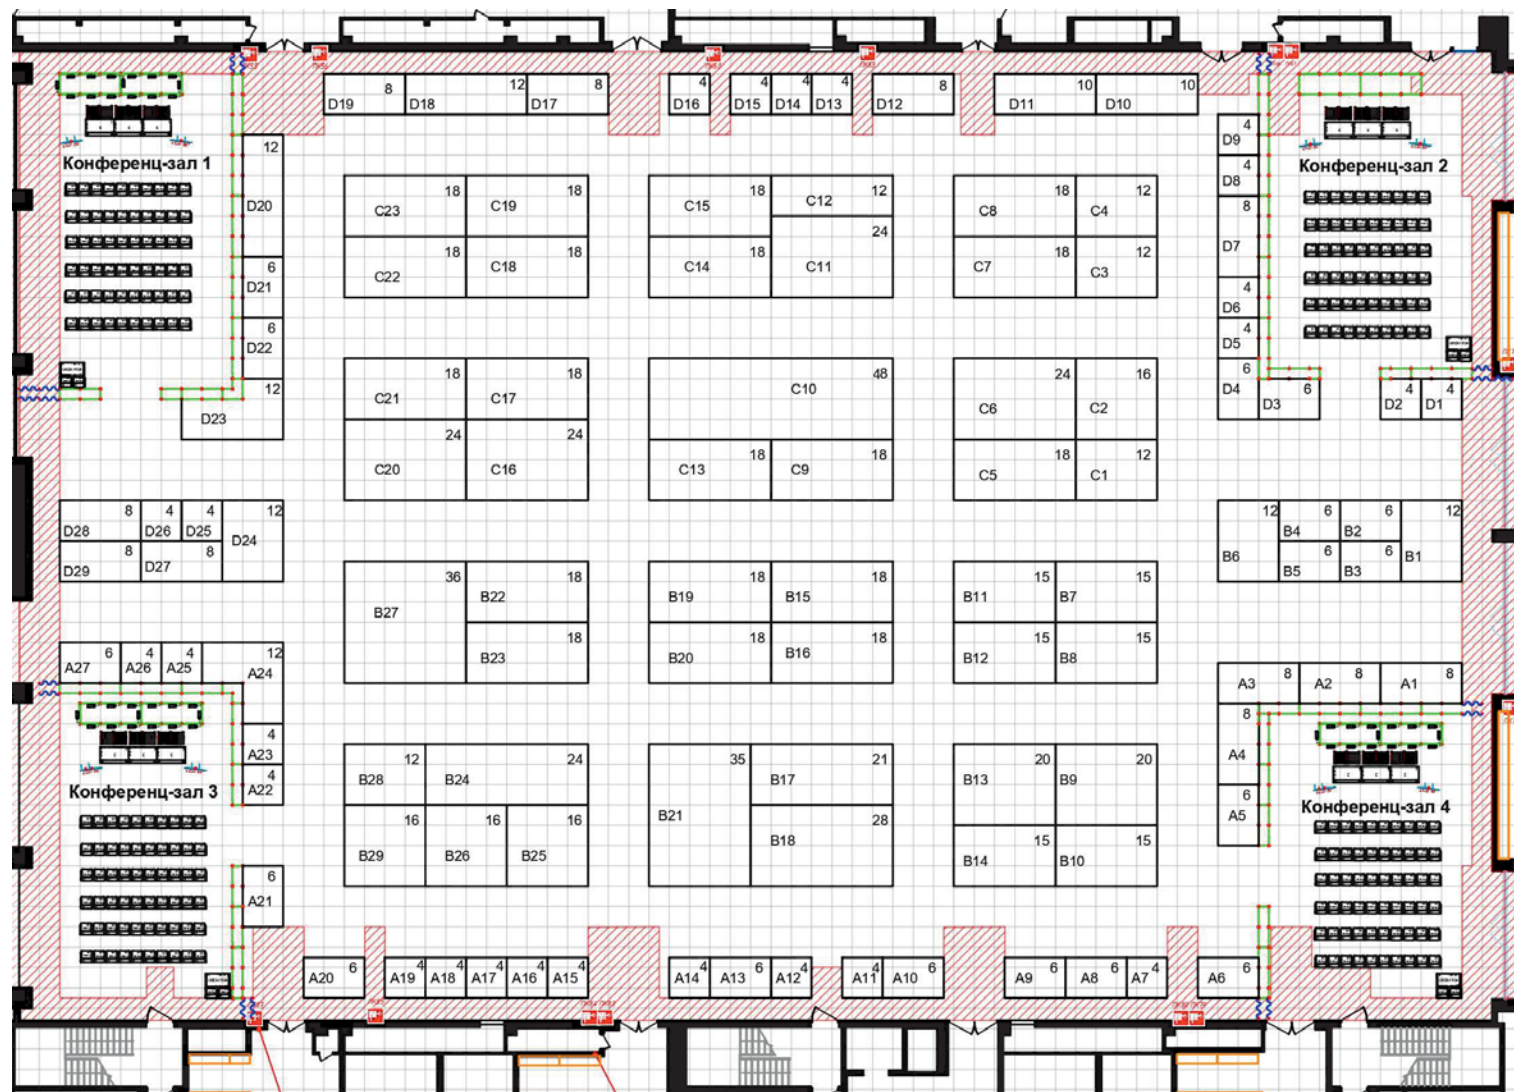 D19 8
D18 12
D17 8
D16 4
D15 4
D14 4
D13 4
D12 8
D11 10
D10 10
Конференц-зал 1
Конференц-зал 2
D9 4
D8 4
D7 8
D6 4
D5 4
D4 6
D3 6
D2 4
D1 4
D20 12
D21 6
D22 6
D23 12
C23 18
C19 18
C22 18
C18 18
C15 18
C12 12
C14 18
C11 24
C8 18
C4 12
C7 18
C3 12
C21 18
C17 18
C20 24
C16 24
C10 48
C13 18
C9 18
C6 24
C2 16
C5 18
C1 12
D28 8
D26 4
D25 4
D24 12
D29 8
D27 8
B6 12
B4 6
B2 6
B1 12
B5 6
B3 6
B27 36
B22 18
B23 18
B19 18
B15 18
B20 18
B16 18
B11 15
B7 15
B12 15
B8 15
A27 6
A26 4
A25 4
A24 12
A23 4
A22 4
A21 6
A3 8
A2 8
A1 8
A4 8
A5 6
Конференц-зал 3
Конференц-зал 4
B28 12
B24 24
B29 16
B26 16
B25 16
B21 35
B17 21
B18 28
B13 20
B9 20
B14 15
B10 15
A20 6
A19 4
A18 4
A17 4
A16 4
A15 4
A14 4
A13 6
A12 4
A11 4
A10 6
A9 6
A8 6
A7 4
A6 6